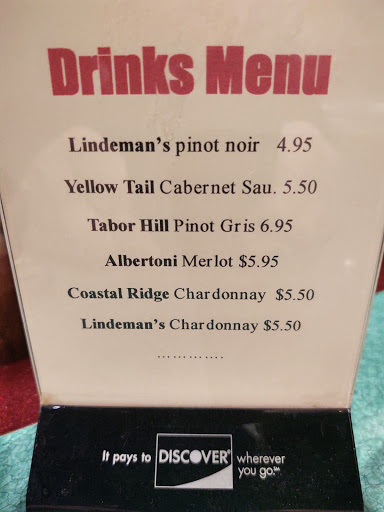 Drinks Menu
Lindeman's pinot noir 4.95
Yellow Tail Cabernet Sau. 5.50
Tabor Hill Pinot Gris 6.95
Albertoni Merlot $5.95
Coastal Ridge Chardonnay $5.50
Lindeman's Chardonnay $5.50
............
It pays to DISCOVER® wherever
you go.℠